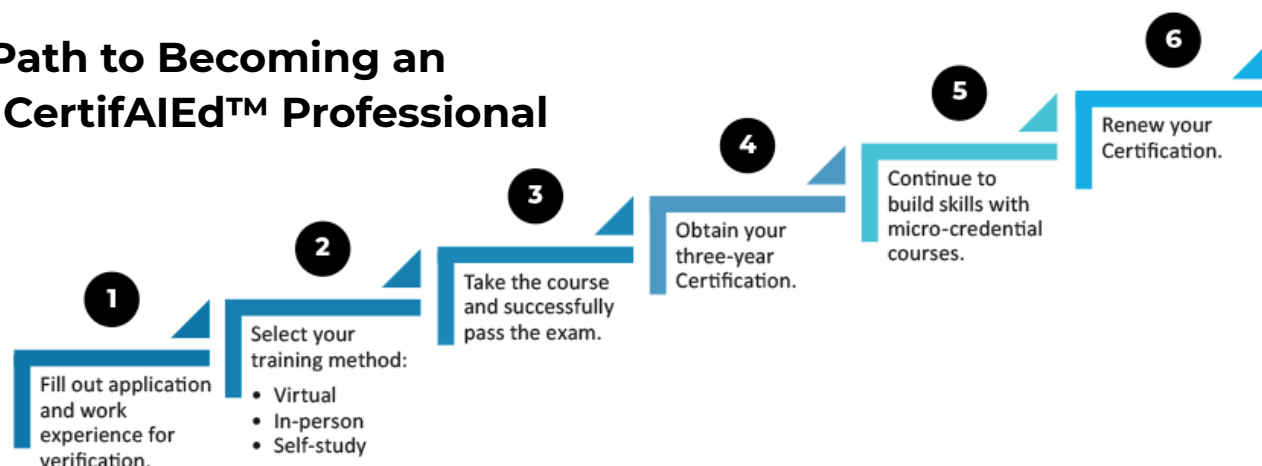 Path to Becoming an
CertifAIEd™ Professional
1
Fill out application
and work
experience for
verification.
2
Select your
training method:
• Virtual
• In-person
• Self-study
3
Take the course
and successfully
pass the exam.
4
Obtain your
three-year
Certification.
5
Continue to
build skills with
micro-credential
courses.
6
Renew your
Certification.